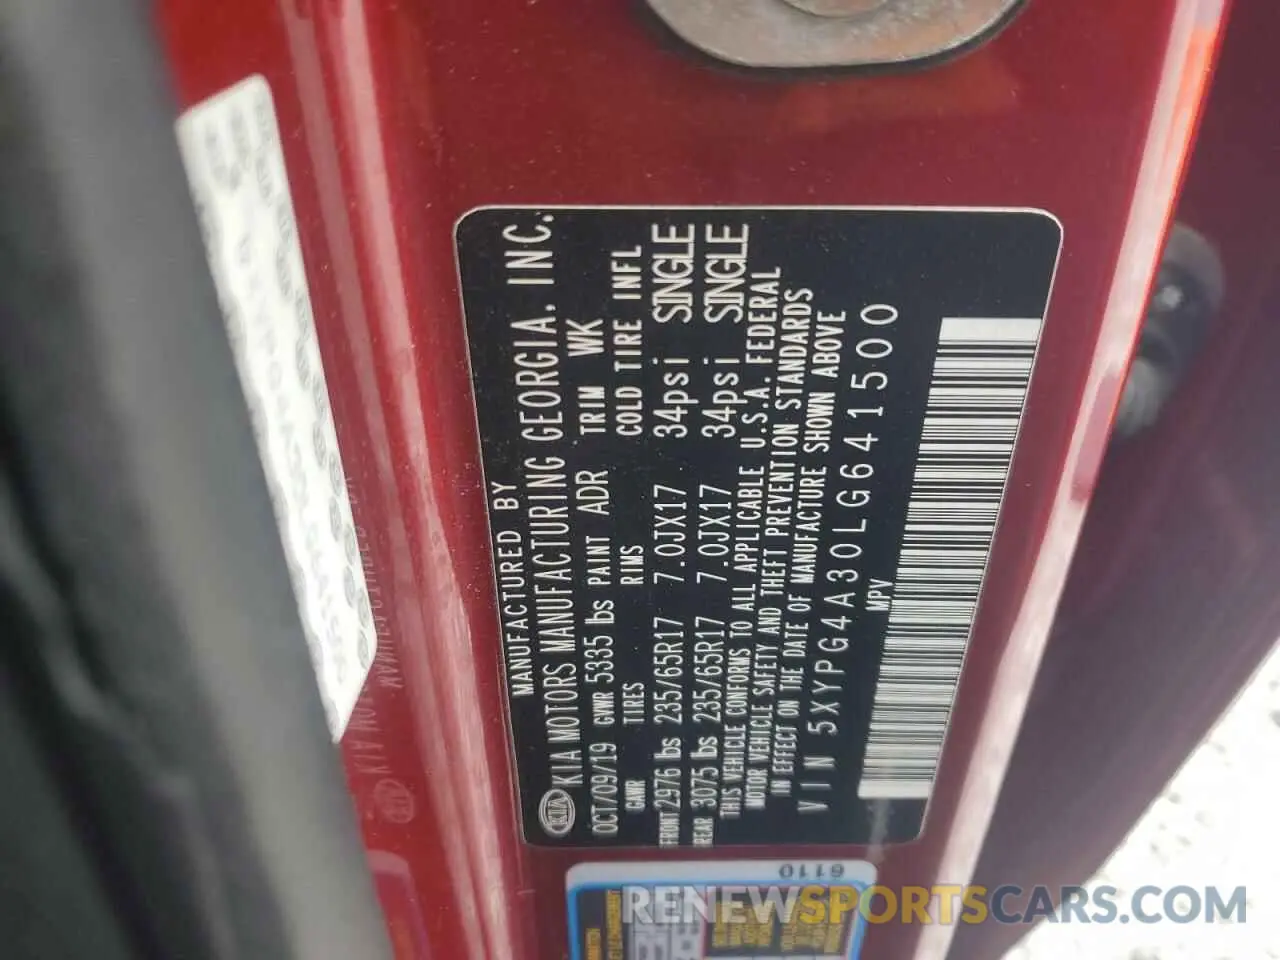 MANUFACTURED BY
KIA KIA MOTORS MANUFACTURING GEORGIA, INC.
OCT/09/19 GVWR 5335 lbs PAINT ADR TRIM WK
GAWR TIRES RIMS COLD TIRE INFL
FRONT 2976 lbs 235/65R17 7.0JX17 34psi SINGLE
REAR 3075 lbs 235/65R17 7.0JX17 34psi SINGLE
THIS VEHICLE CONFORMS TO ALL APPLICABLE U.S.A. FEDERAL
MOTOR VEHICLE SAFETY AND THEFT PREVENTION STANDARDS
IN EFFECT ON THE DATE OF MANUFACTURE SHOWN ABOVE
VIN 5XYPG4A30LG641500
MPV
6110
RENEWSPORTSCARS.COM